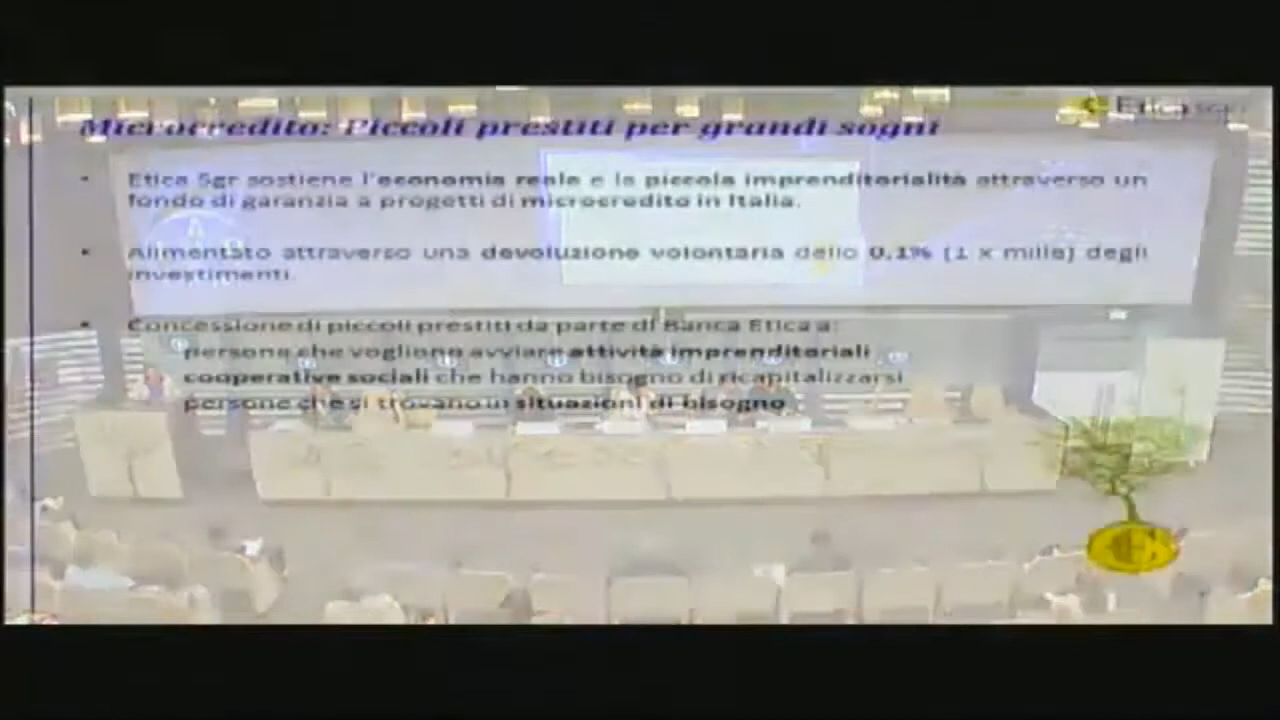 Etica SGR
Microcredito: Piccoli prestiti per grandi sogni
• Etica Sgr sostiene l'economia reale e la piccola imprenditorialità attraverso un
fondo di garanzia a progetti di microcredito in Italia.
• Alimentato attraverso una devoluzione volontaria dello 0,1% (1 x mille) degli
investimenti.
• Concessione di piccoli prestiti da parte di Banca Etica a:
persone che vogliono avviare attività imprenditoriali
cooperative sociali che hanno bisogno di ricapitalizzarsi
persone che si trovano in situazioni di bisogno